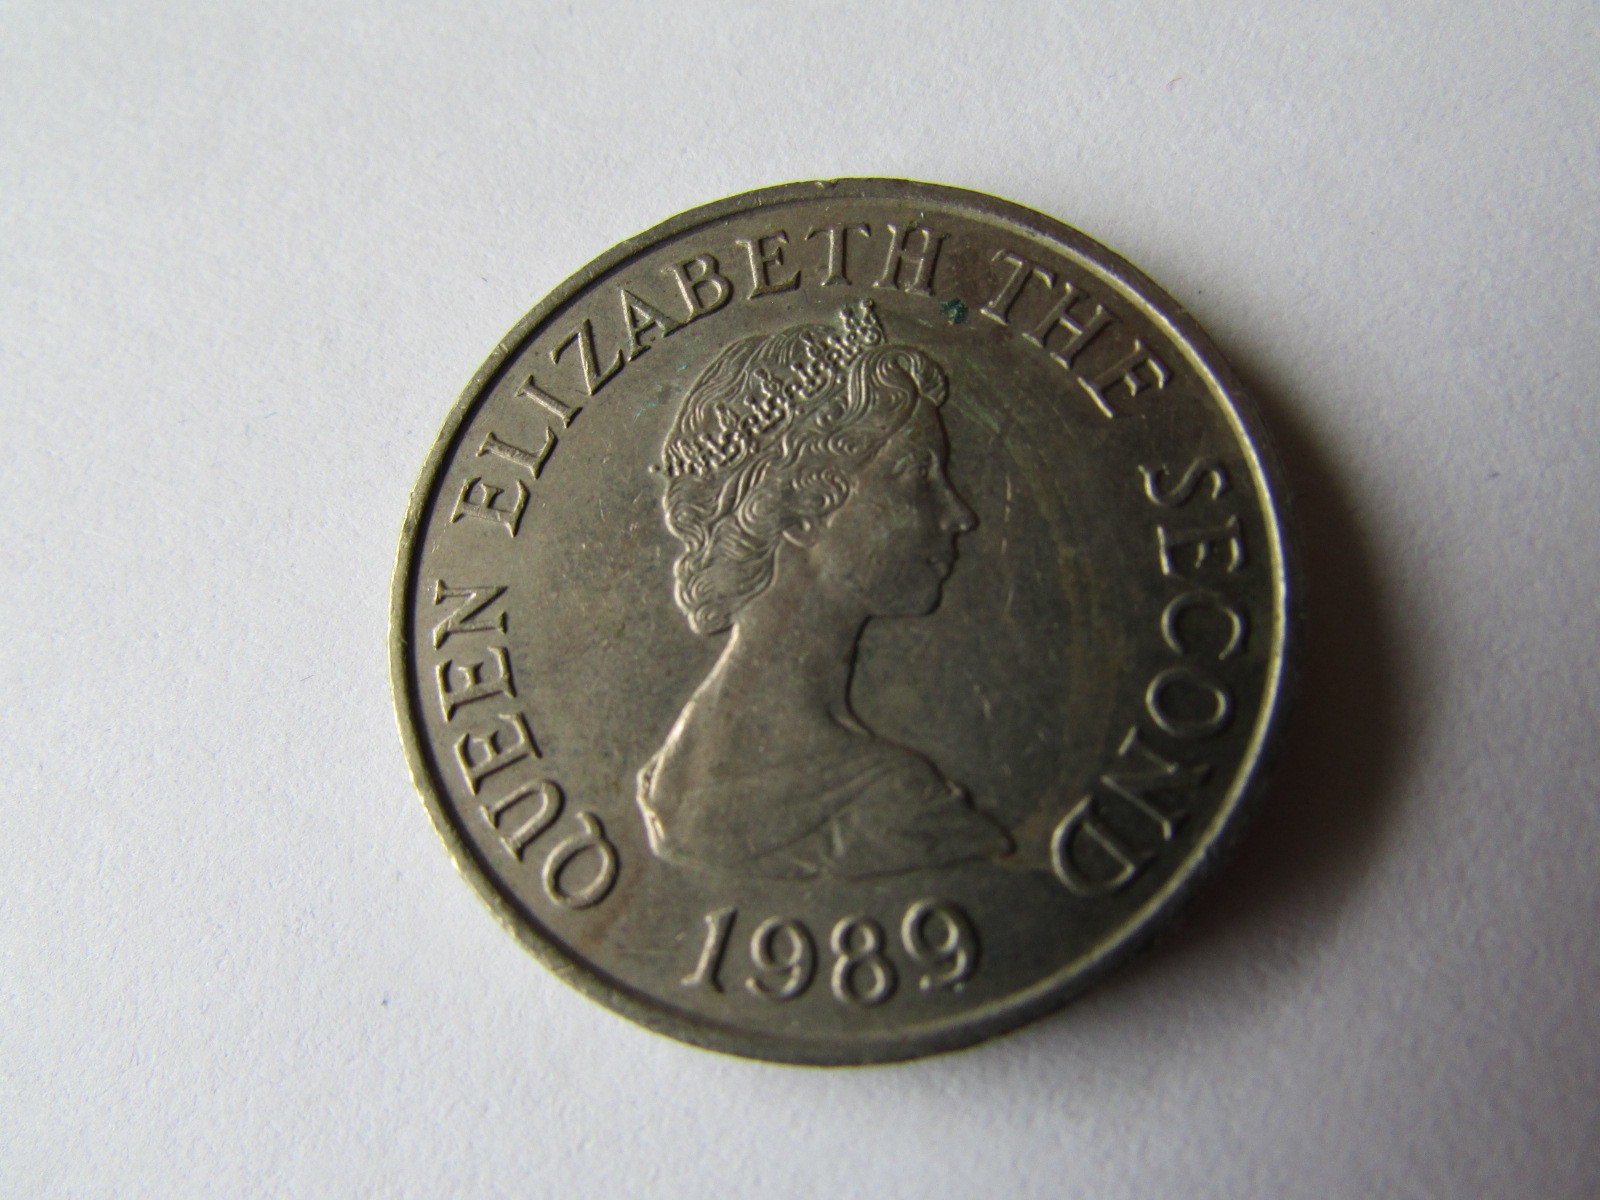 QUEEN ELIZABETH THE SECOND
1989